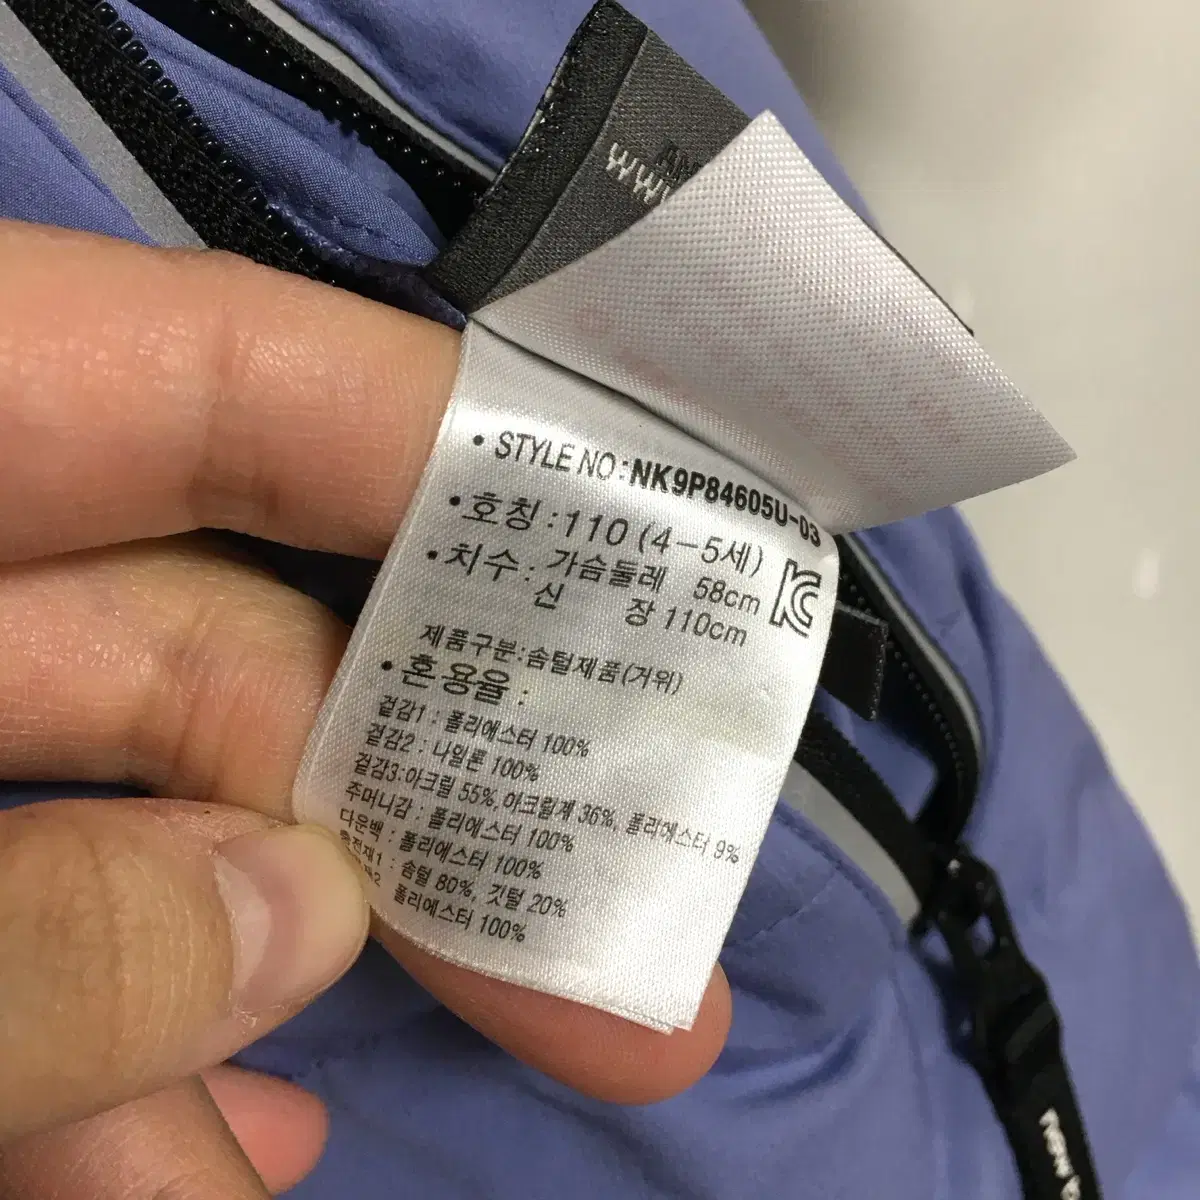 • STYLE NO : NK9P84605U-03
• 호칭 : 110 (4-5세)
• 치수 : 가슴둘레 58cm
신 장 110cm
제품구분:솜털제품(거위)
• 혼용율 :
겉감1 : 폴리에스터 100%
겉감2 : 나일론 100%
겉감3:아크릴 55%, 아크릴계 36%, 폴리에스터 9%
주머니감 : 폴리에스터 100%
다운백 : 폴리에스터 100%
충전재1 : 솜털 80%, 깃털 20%
폴리에스터 100%